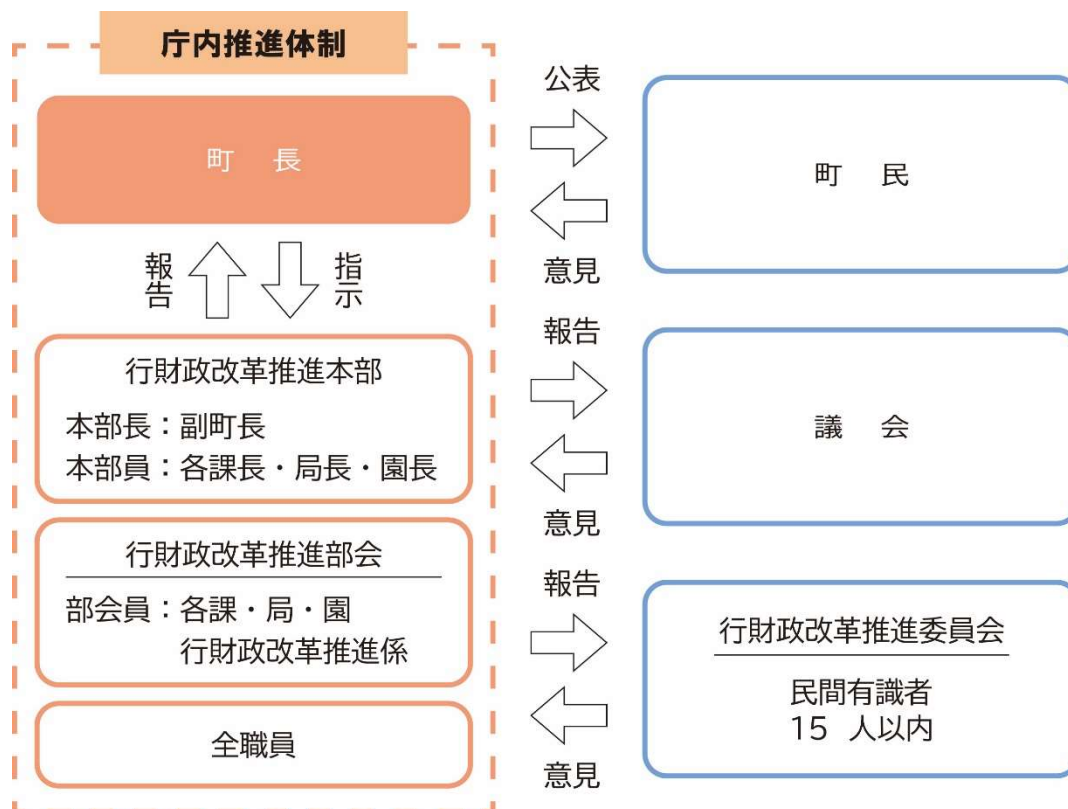 庁内推進体制
町 長
報告
指示
行財政改革推進本部
本部長：副町長
本部員：各課長・局長・園長
行財政改革推進部会
部会員：各課・局・園
行財政改革推進係
全職員
公表
意見
町 民
報告
意見
議 会
報告
意見
行財政改革推進委員会
民間有識者
15 人以内